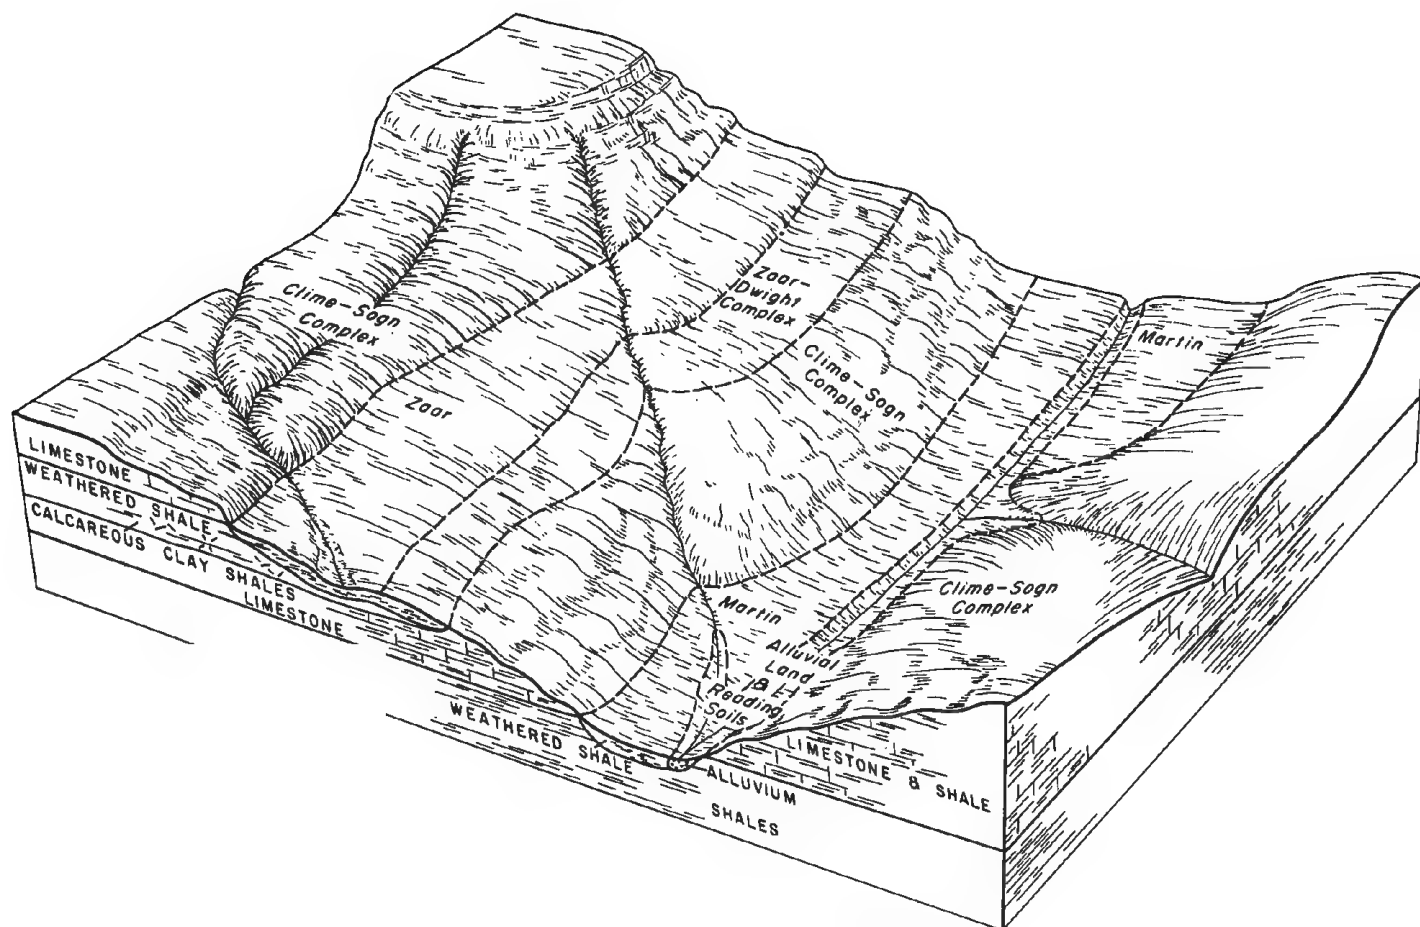 Clime-Sogn
Complex
Zaar
Zaar-
Dwight
Complex
Clime-Sogn
Complex
Martin
Clime-Sogn
Complex
Martin
Alluvial
Land
Reading
Soils
LIMESTONE
WEATHERED SHALE
CALCAREOUS CLAY SHALES
LIMESTONE
WEATHERED SHALE
ALLUVIUM
SHALES
LIMESTONE & SHALE